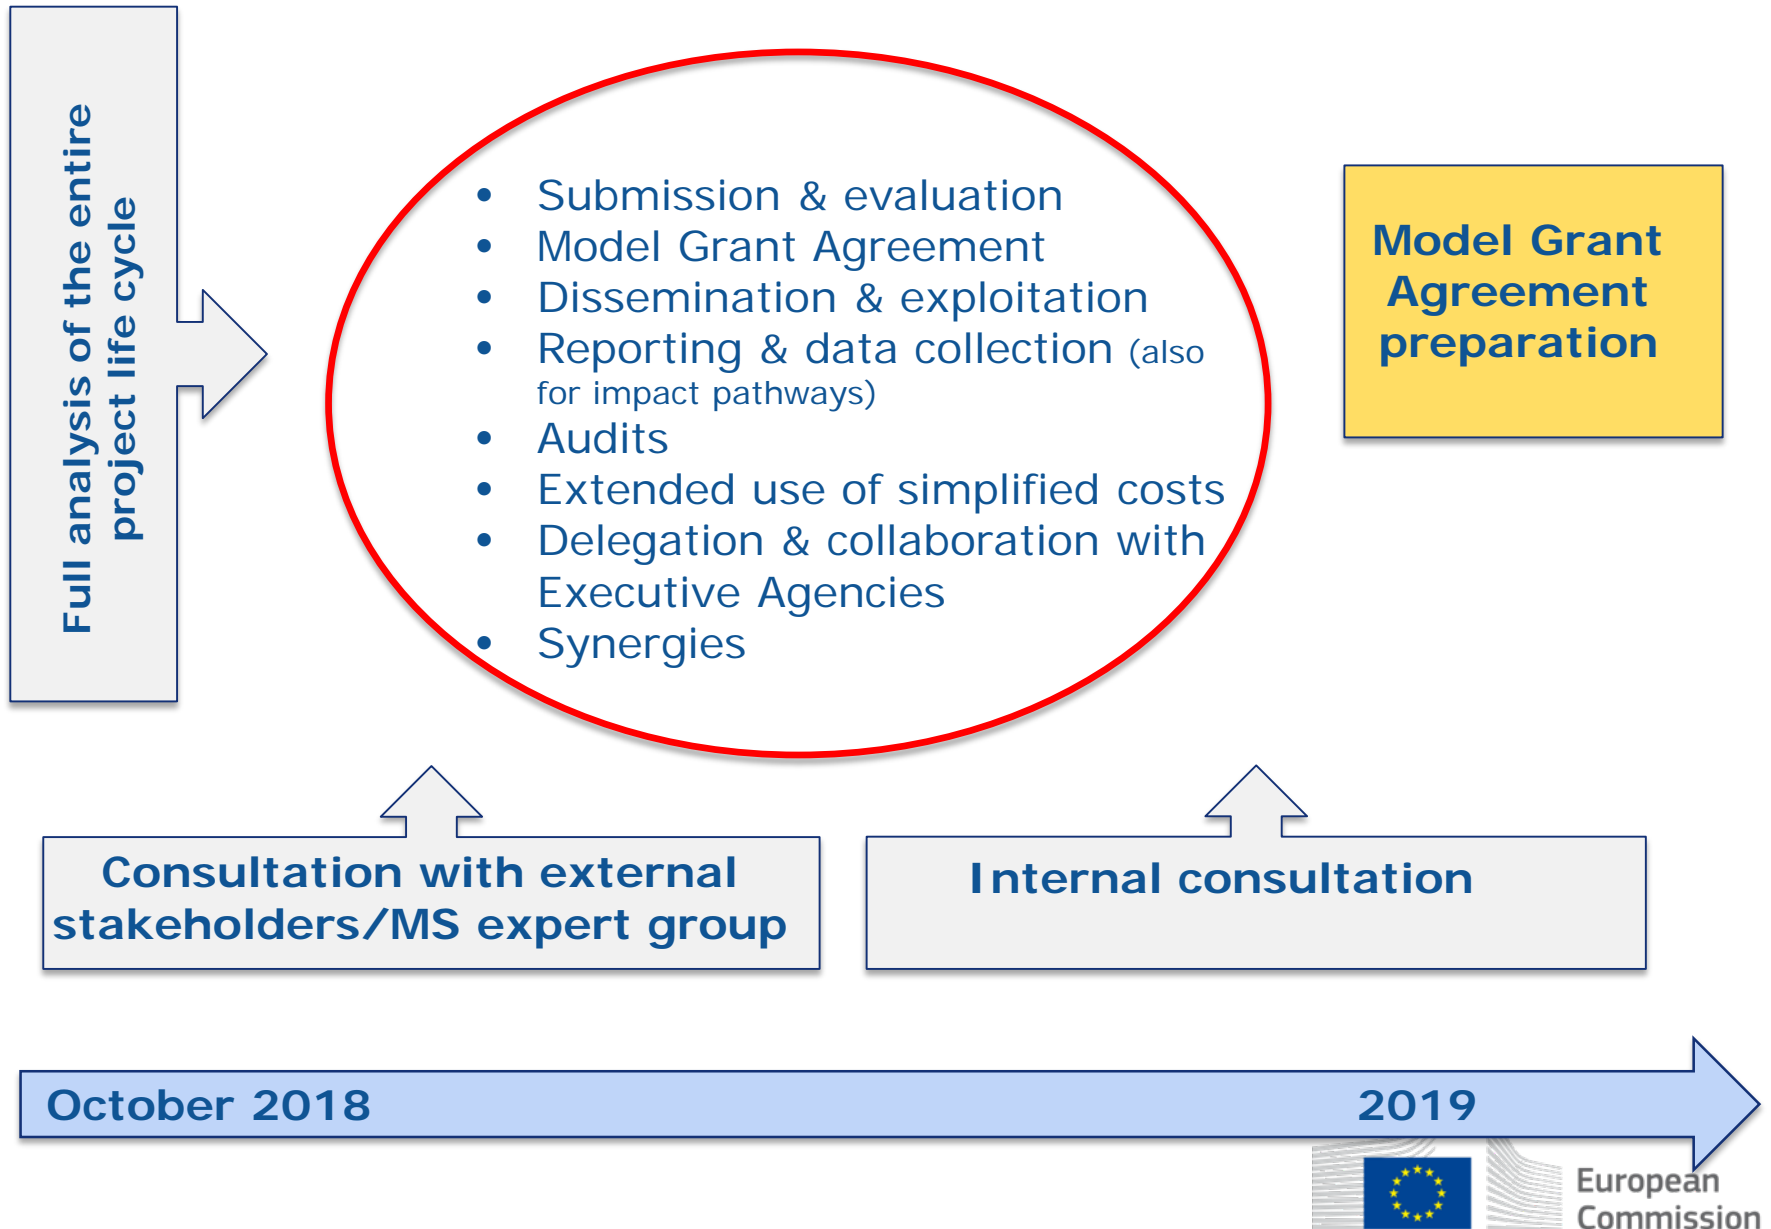 Full analysis of the entire
project life cycle
• Submission & evaluation
• Model Grant Agreement
• Dissemination & exploitation
• Reporting & data collection (also
for impact pathways)
• Audits
• Extended use of simplified costs
• Delegation & collaboration with
Executive Agencies
• Synergies
Model Grant
Agreement
preparation
Consultation with external
stakeholders/MS expert group
Internal consultation
October 2018
2019
European
Commission